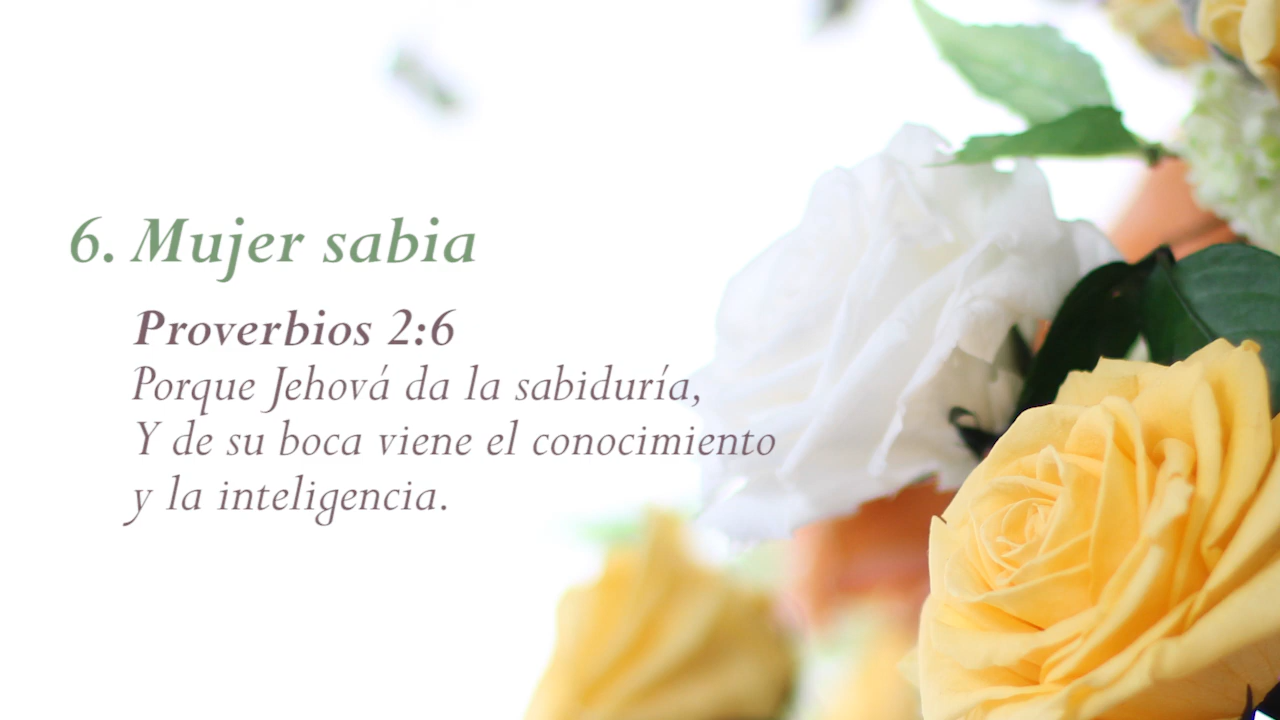 6. Mujer sabia
Proverbios 2:6
Porque Jehová da la sabiduría,
Y de su boca viene el conocimiento
y la inteligencia.